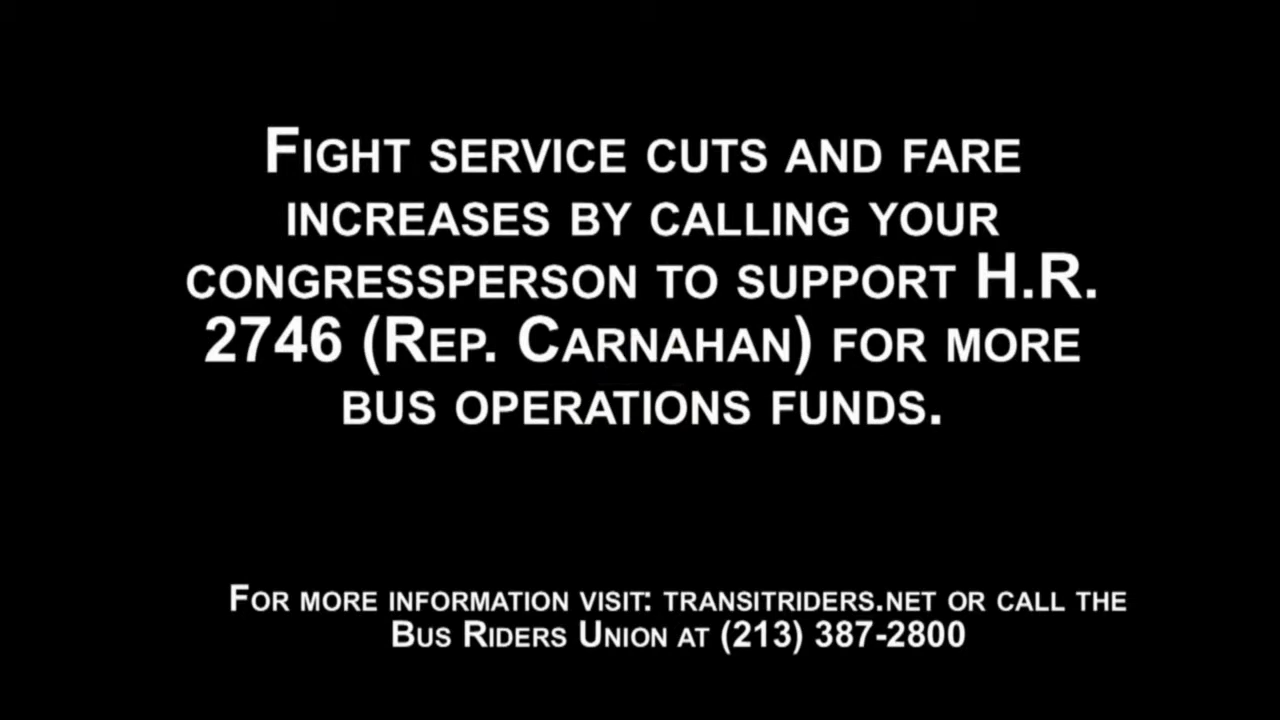 Fight service cuts and fare
increases by calling your
congressperson to support H.R.
2746 (Rep. Carnahan) for more
bus operations funds.
For more information visit: transitriders.net or call the
Bus Riders Union at (213) 387-2800